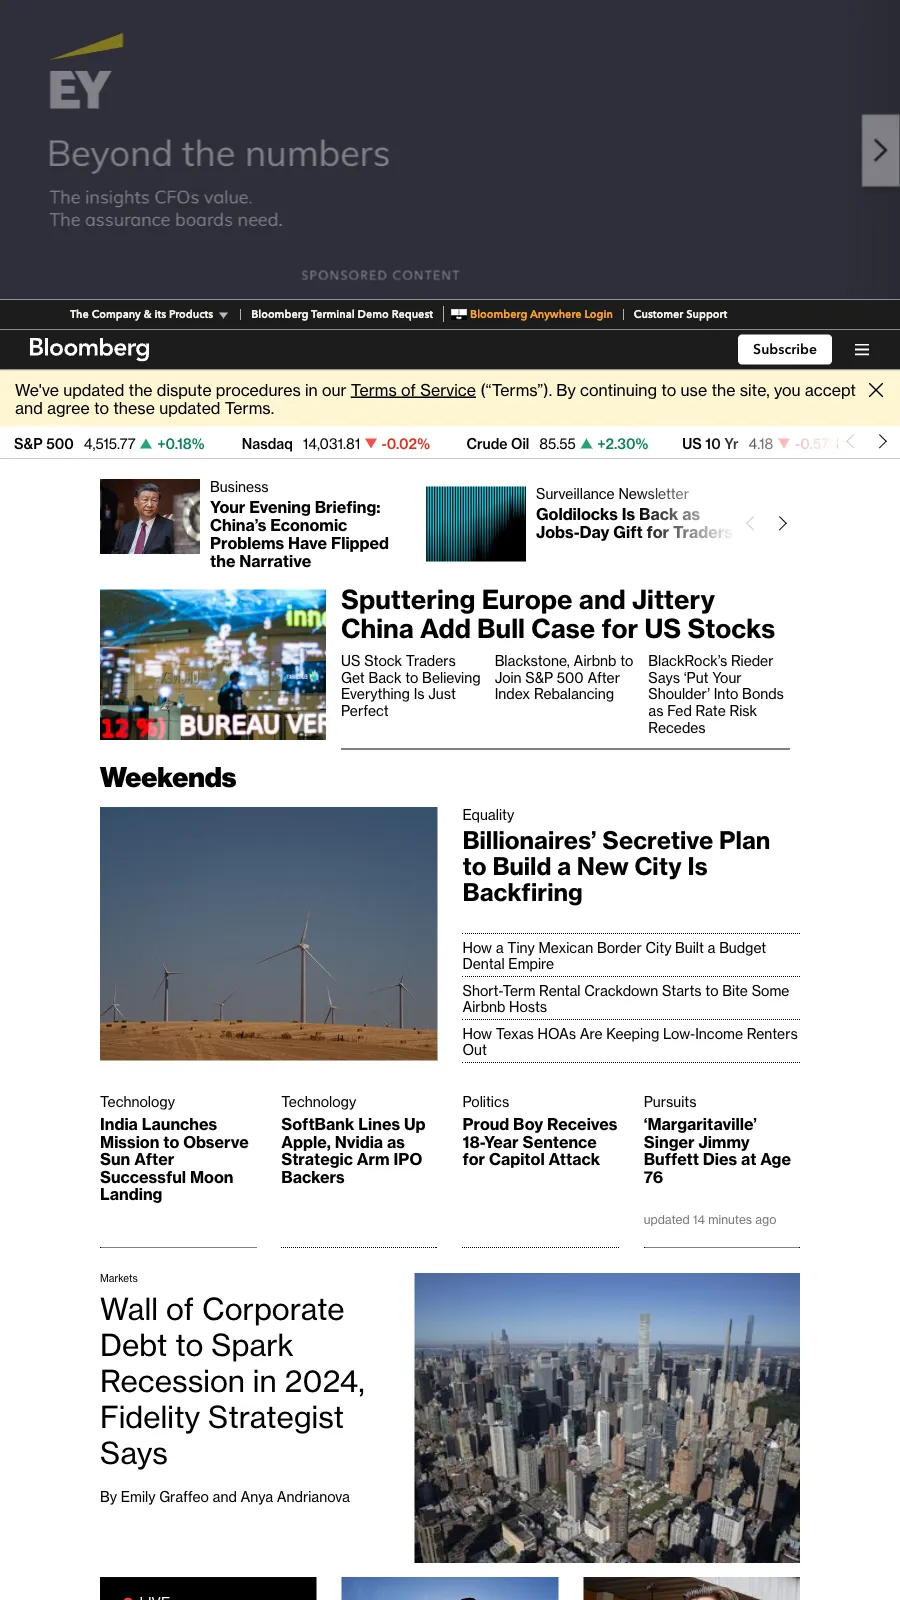 EY
Beyond the numbers
The insights CFOs value.
The assurance boards need.
SPONSORED CONTENT
The Company & its Products
Bloomberg Terminal Demo Request
Bloomberg Anywhere Login
Customer Support
Bloomberg
Subscribe
We've updated the dispute procedures in our Terms of Service (“Terms”). By continuing to use the site, you accept
and agree to these updated Terms.
S&P 500 4,515.77 ▲ +0.18% Nasdaq 14,031.81 ▼ -0.02% Crude Oil 85.55 ▲ +2.30% US 10 Yr 4.18 ▼ -0.57
Business
Your Evening Briefing:
China’s Economic
Problems Have Flipped
the Narrative
Surveillance Newsletter
Goldilocks Is Back as
Jobs-Day Gift for Traders
inn
12 %) BUREAU VER
Sputtering Europe and Jittery
China Add Bull Case for US Stocks
US Stock Traders
Get Back to Believing
Everything Is Just
Perfect
Blackstone, Airbnb to
Join S&P 500 After
Index Rebalancing
BlackRock’s Rieder
Says ‘Put Your
Shoulder’ Into Bonds
as Fed Rate Risk
Recedes
Weekends
Equality
Billionaires’ Secretive Plan
to Build a New City Is
Backfiring
How a Tiny Mexican Border City Built a Budget
Dental Empire
Short-Term Rental Crackdown Starts to Bite Some
Airbnb Hosts
How Texas HOAs Are Keeping Low-Income Renters
Out
Technology
India Launches
Mission to Observe
Sun After
Successful Moon
Landing
Technology
SoftBank Lines Up
Apple, Nvidia as
Strategic Arm IPO
Backers
Politics
Proud Boy Receives
18-Year Sentence
for Capitol Attack
Pursuits
‘Margaritaville’
Singer Jimmy
Buffett Dies at Age
76
updated 14 minutes ago
Markets
Wall of Corporate
Debt to Spark
Recession in 2024,
Fidelity Strategist
Says
By Emily Graffeo and Anya Andrianova
LIVE